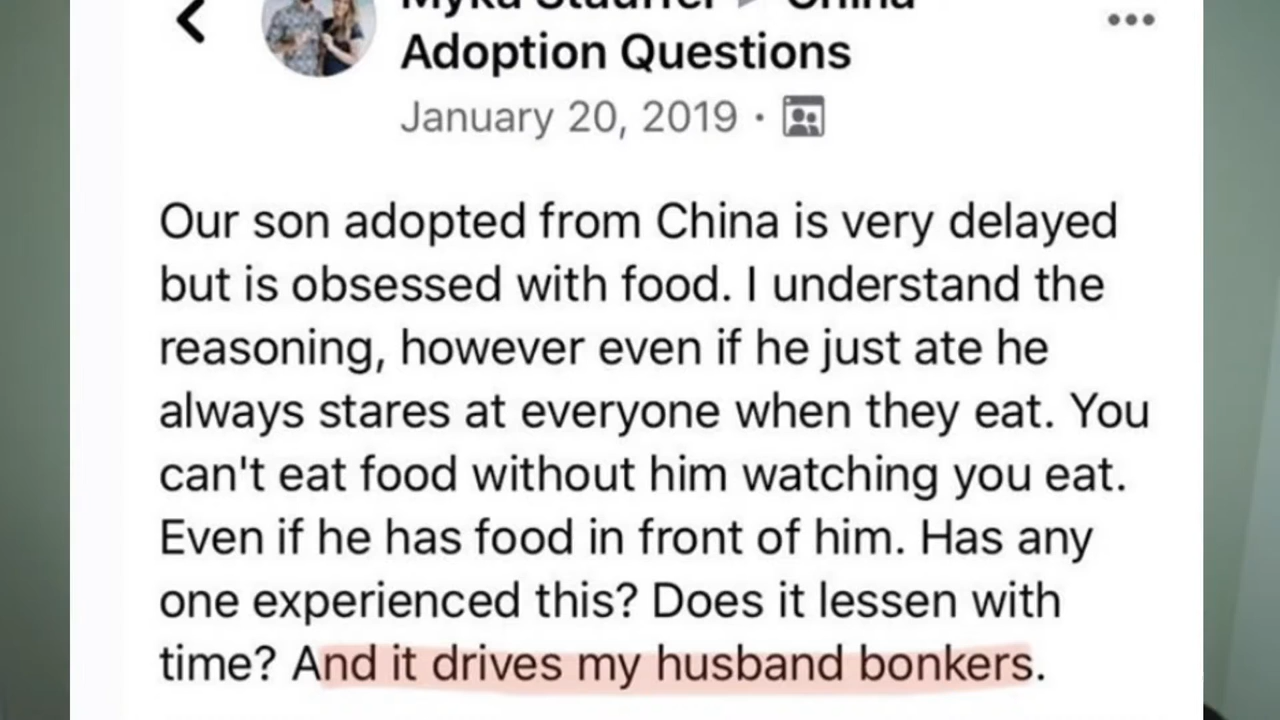 Myka Stauffer ▸ China
Adoption Questions
January 20, 2019 ·
Our son adopted from China is very delayed
but is obsessed with food. I understand the
reasoning, however even if he just ate he
always stares at everyone when they eat. You
can't eat food without him watching you eat.
Even if he has food in front of him. Has any
one experienced this? Does it lessen with
time? And it drives my husband bonkers.